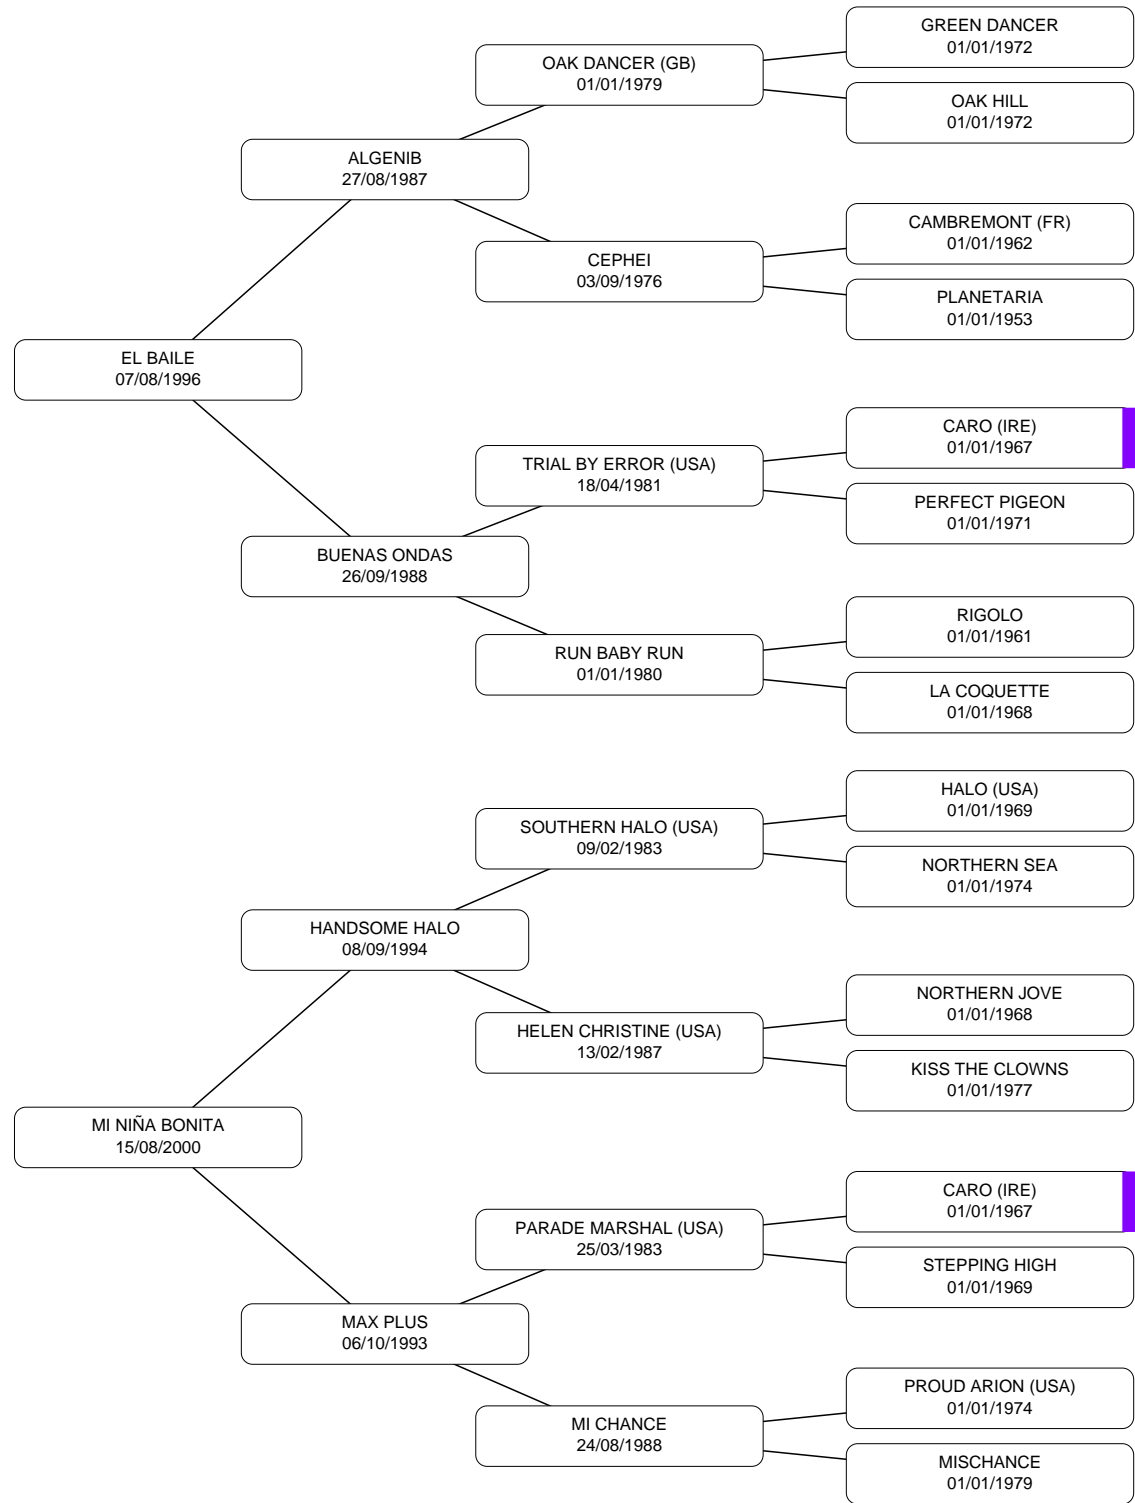 GREEN DANCER
01/01/1972
OAK DANCER (GB)
01/01/1979
OAK HILL
01/01/1972
ALGENIB
27/08/1987
CAMBREMONT (FR)
01/01/1962
CEPHEI
03/09/1976
PLANETARIA
01/01/1953
EL BAILE
07/08/1996
CARO (IRE)
01/01/1967
TRIAL BY ERROR (USA)
18/04/1981
PERFECT PIGEON
01/01/1971
BUENAS ONDAS
26/09/1988
RIGOLO
01/01/1961
RUN BABY RUN
01/01/1980
LA COQUETTE
01/01/1968
HALO (USA)
01/01/1969
SOUTHERN HALO (USA)
09/02/1983
NORTHERN SEA
01/01/1974
HANDSOME HALO
08/09/1994
NORTHERN JOVE
01/01/1968
HELEN CHRISTINE (USA)
13/02/1987
KISS THE CLOWNS
01/01/1977
MI NIÑA BONITA
15/08/2000
CARO (IRE)
01/01/1967
PARADE MARSHAL (USA)
25/03/1983
STEPPING HIGH
01/01/1969
MAX PLUS
06/10/1993
PROUD ARION (USA)
01/01/1974
MI CHANCE
24/08/1988
MISCHANCE
01/01/1979